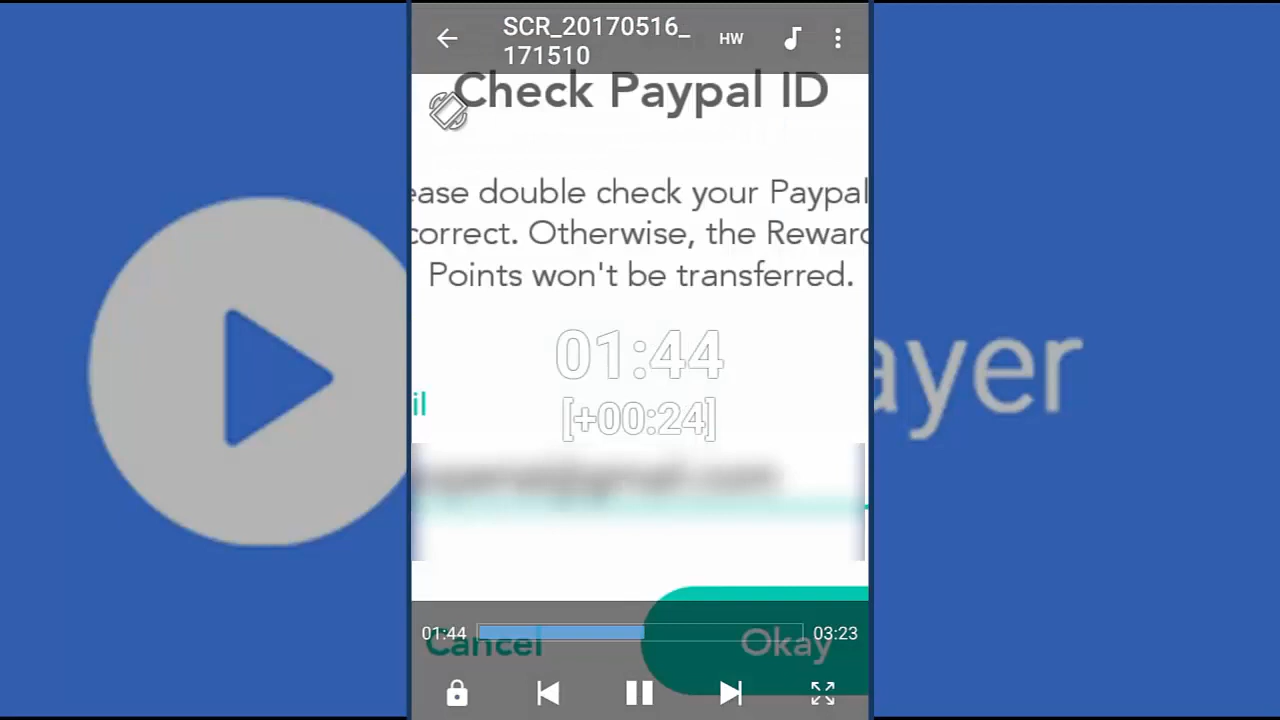 SCR_20170516_
171510
HW
Check Paypal ID
ease double check your Paypal
correct. Otherwise, the Reward
Points won't be transferred.
01:44
[+00:24]
il
ayer
01:44
03:23
Cancel
Okay